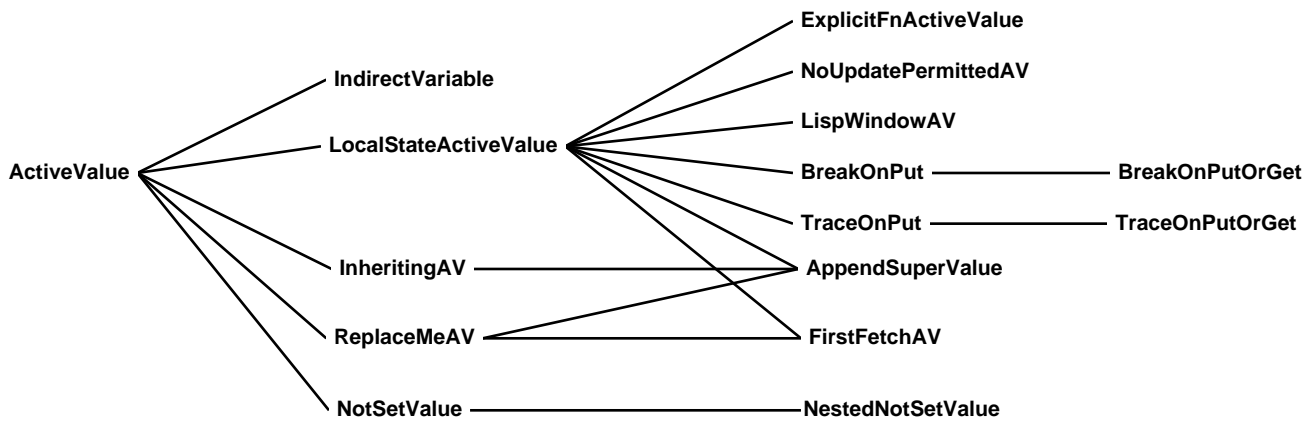 ExplicitFnActiveValue
IndirectVariable
NoUpdatePermittedAV
LispWindowAV
LocalStateActiveValue
ActiveValue
BreakOnPut
BreakOnPutOrGet
TraceOnPut
TraceOnPutOrGet
InheritingAV
AppendSuperValue
ReplaceMeAV
FirstFetchAV
NotSetValue
NestedNotSetValue